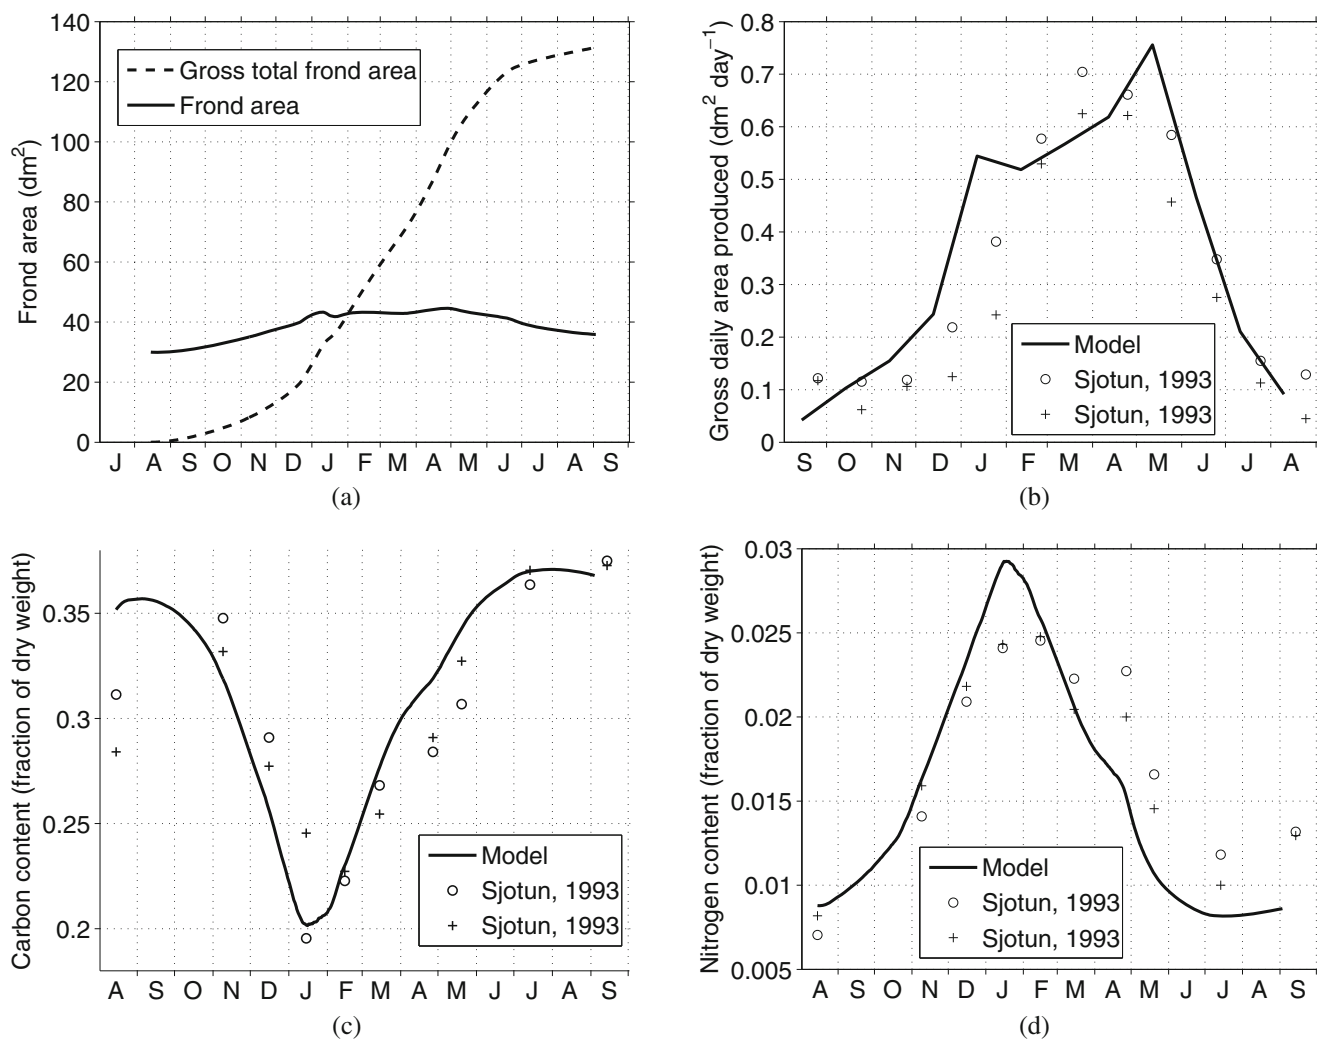 140
120
100
80
60
40
20
0
Frond area (dm²)
Gross total frond area
Frond area
J A S O N D J F M A M J J A S
(a)
0.8
0.7
0.6
0.5
0.4
0.3
0.2
0.1
0
Gross daily area produced (dm² day⁻¹)
Model
Sjotun, 1993
Sjotun, 1993
S O N D J F M A M J J A
(b)
0.35
0.3
0.25
0.2
Carbon content (fraction of dry weight)
Model
Sjotun, 1993
Sjotun, 1993
A S O N D J F M A M J J A S
(c)
0.03
0.025
0.02
0.015
0.01
0.005
Nitrogen content (fraction of dry weight)
Model
Sjotun, 1993
Sjotun, 1993
A S O N D J F M A M J J A S
(d)